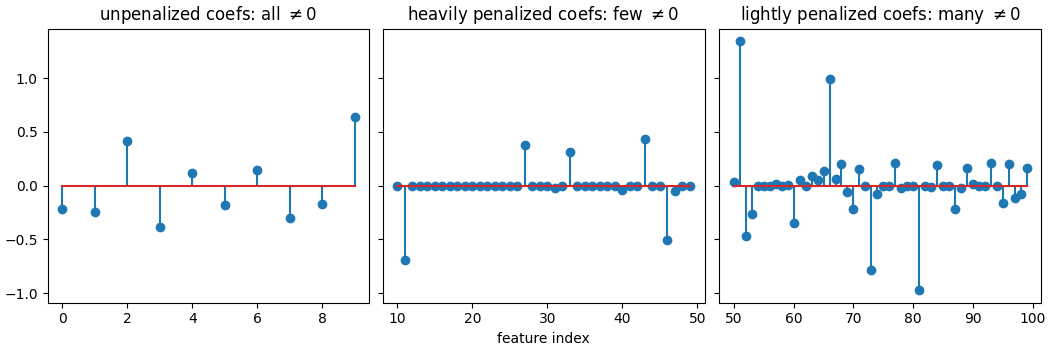 unpenalized coefs: all ≠0
heavily penalized coefs: few ≠0
lightly penalized coefs: many ≠0
1.0
0.5
0.0
−0.5
−1.0
0 2 4 6 8
10 20 30 40 50
50 60 70 80 90 100
feature index